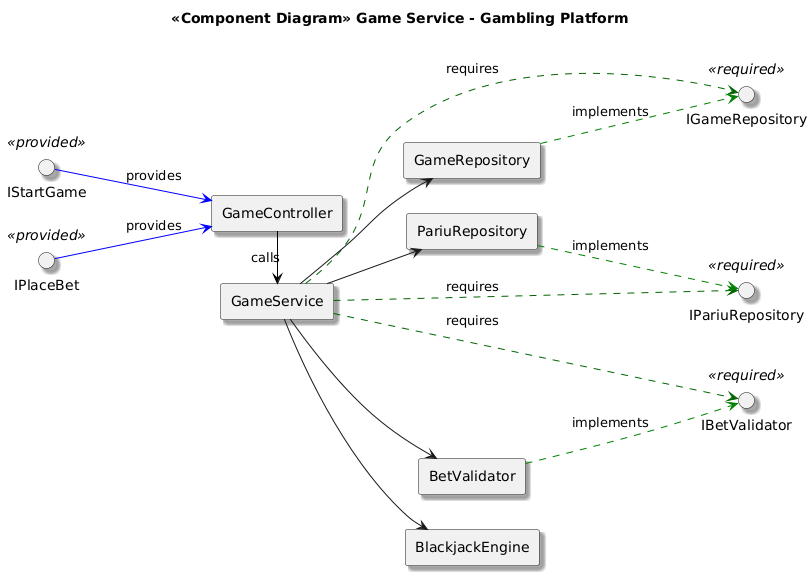 «Component Diagram» Game Service - Gambling Platform
requires
«required»
IGameRepository
implements
GameRepository
«provided»
IStartGame
provides
GameController
PariuRepository
provides
«provided»
IPlaceBet
calls
implements
«required»
IPariuRepository
GameService
requires
requires
«required»
IBetValidator
implements
BetValidator
BlackjackEngine